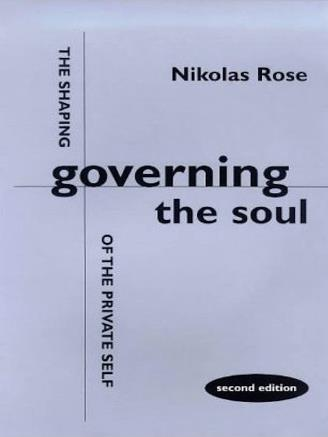 Nikolas Rose
governing
the soul
THE SHAPING
OF THE PRIVATE SELF
second edition